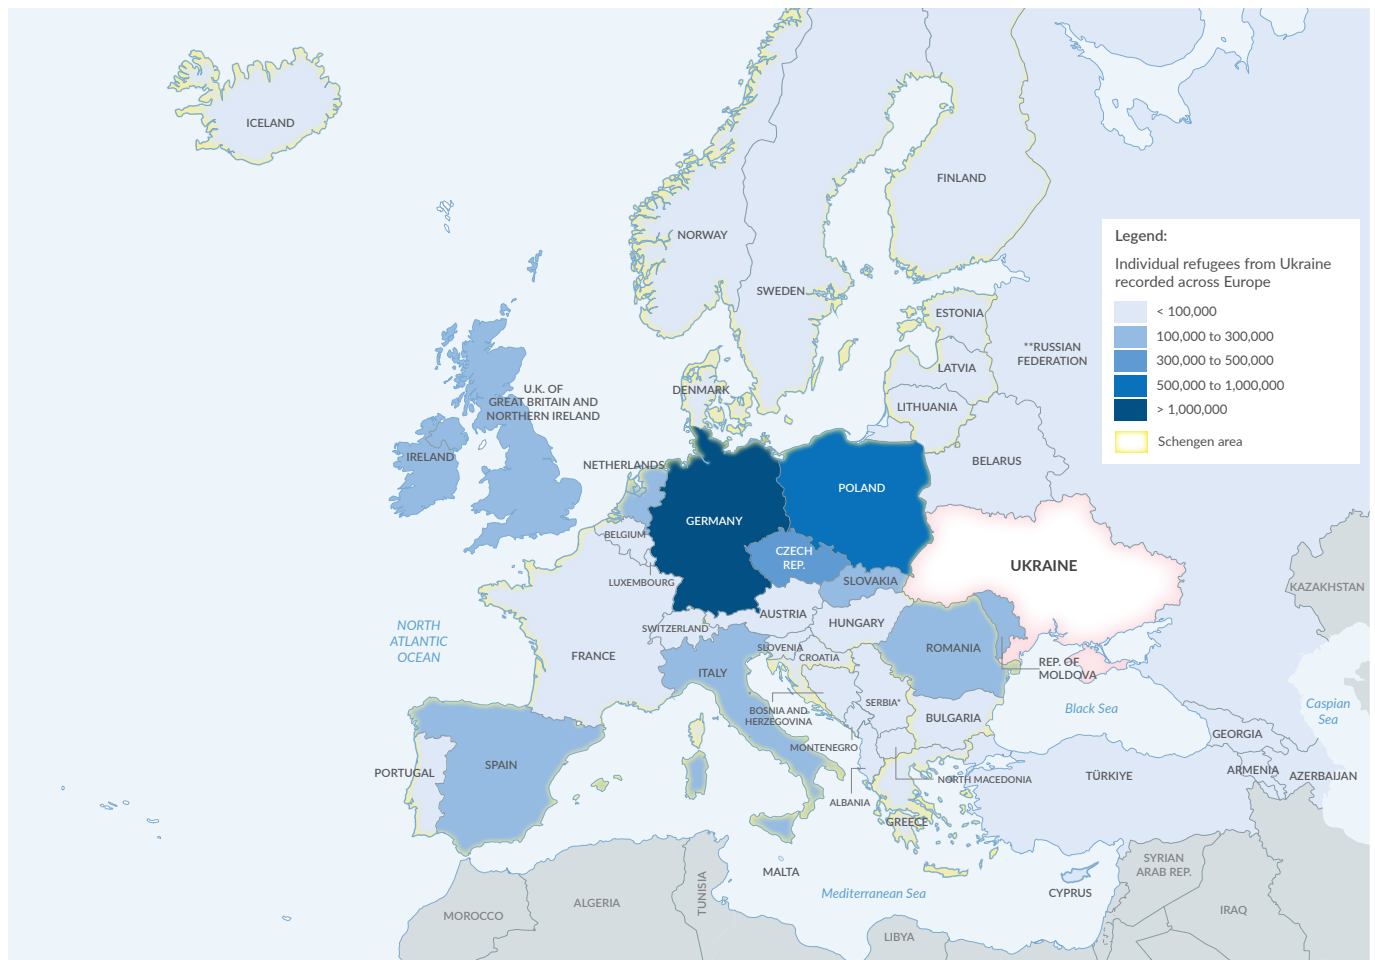 ICELAND
FINLAND
NORWAY
SWEDEN
ESTONIA
**RUSSIAN
FEDERATION
LATVIA
DENMARK
LITHUANIA
U.K. OF
GREAT BRITAIN AND
NORTHERN IRELAND
IRELAND
NETHERLANDS
BELARUS
POLAND
GERMANY
BELGIUM
CZECH
REP.
UKRAINE
LUXEMBOURG
SLOVAKIA
KAZAKHSTAN
AUSTRIA
HUNGARY
SWITZERLAND
NORTH
ATLANTIC
OCEAN
FRANCE
SLOVENIA
CROATIA
ROMANIA
REP. OF
MOLDOVA
ITALY
SERBIA*
BOSNIA AND
HERZEGOVINA
BULGARIA
Black Sea
Caspian
Sea
GEORGIA
MONTENEGRO
SPAIN
PORTUGAL
NORTH MACEDONIA
TÜRKIYE
ARMENIA
AZERBAIJAN
ALBANIA
GREECE
MALTA
Mediterranean Sea
CYPRUS
SYRIAN
ARAB REP.
IRAQ
MOROCCO
ALGERIA
TUNISIA
LIBYA
Legend:
Individual refugees from Ukraine
recorded across Europe
< 100,000
100,000 to 300,000
300,000 to 500,000
500,000 to 1,000,000
> 1,000,000
Schengen area